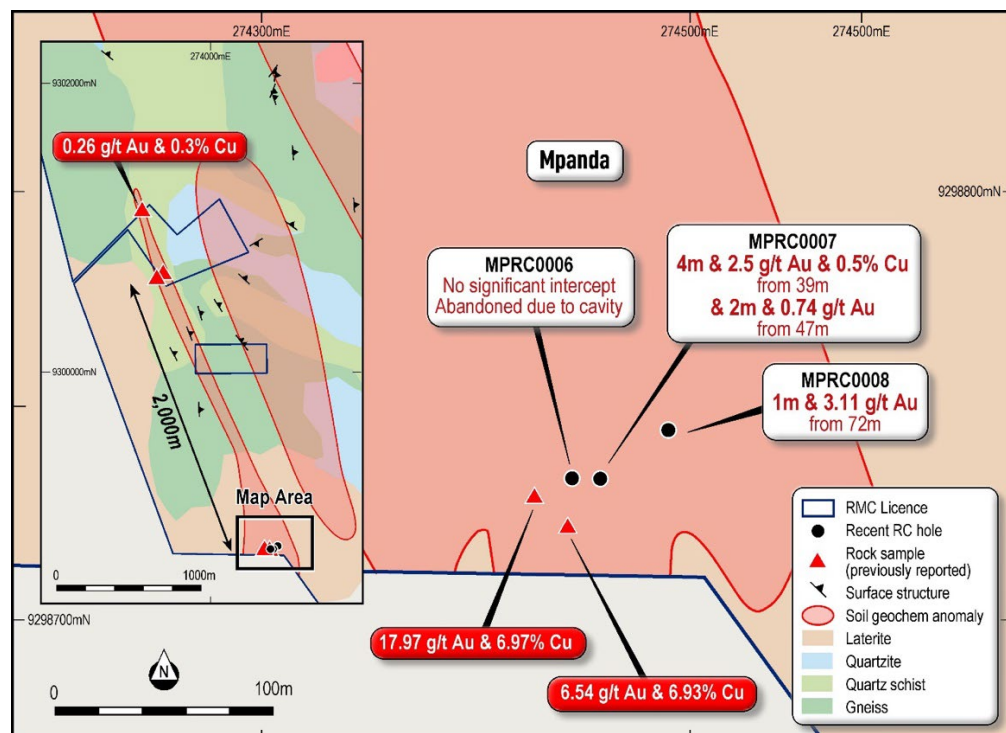 274300mE
274500mE
274500mE
274000mE
9302000mN
0.26 g/t Au & 0.3% Cu
Mpanda
9298800mN
MPRC0006
No significant intercept
Abandoned due to cavity
MPRC0007
4m & 2.5 g/t Au & 0.5% Cu
from 39m
& 2m & 0.74 g/t Au
from 47m
9300000mN
MPRC0008
1m & 3.11 g/t Au
from 72m
2,000m
Map Area
0
1000m
9298700mN
17.97 g/t Au & 6.97% Cu
6.54 g/t Au & 6.93% Cu
N
0
100m
RMC Licence
Recent RC hole
Rock sample
(previously reported)
Surface structure
Soil geochem anomaly
Laterite
Quartzite
Quartz schist
Gneiss